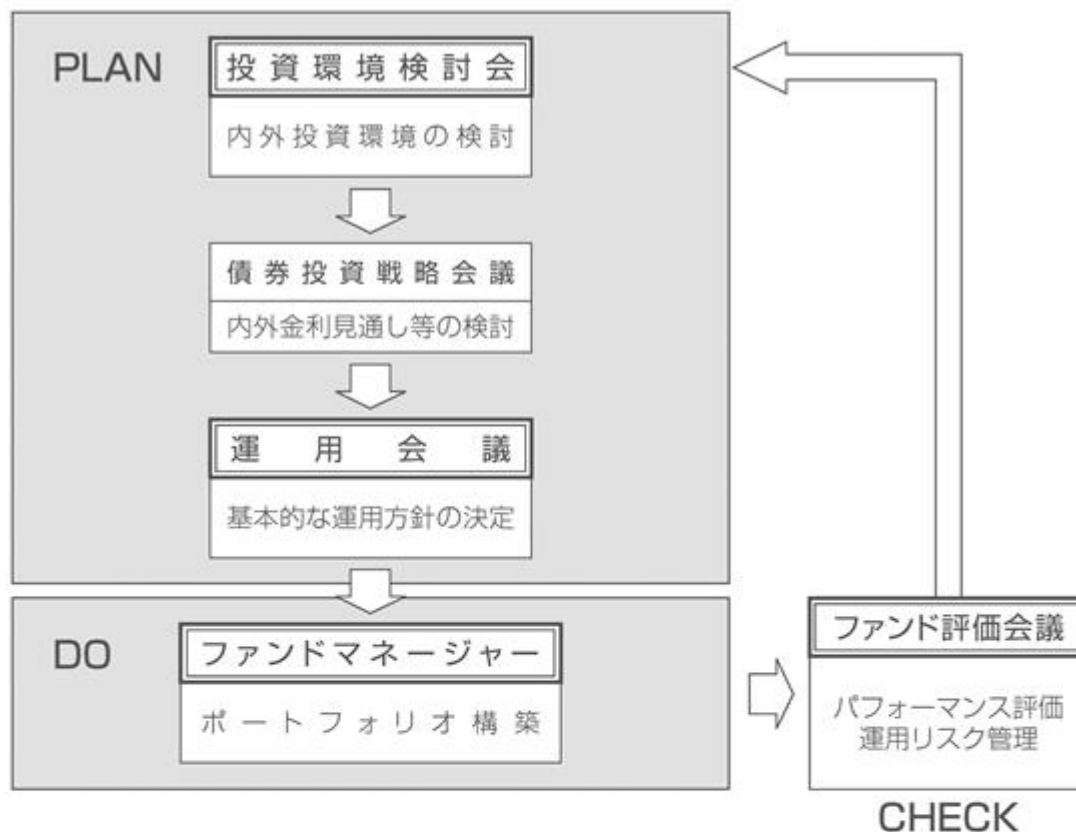 PLAN
投資環境検討会
内外投資環境の検討
債券投資戦略会議
内外金利見通し等の検討
運用会議
基本的な運用方針の決定
DO
ファンドマネージャー
ポートフォリオ構築
ファンド評価会議
パフォーマンス評価
運用リスク管理
CHECK